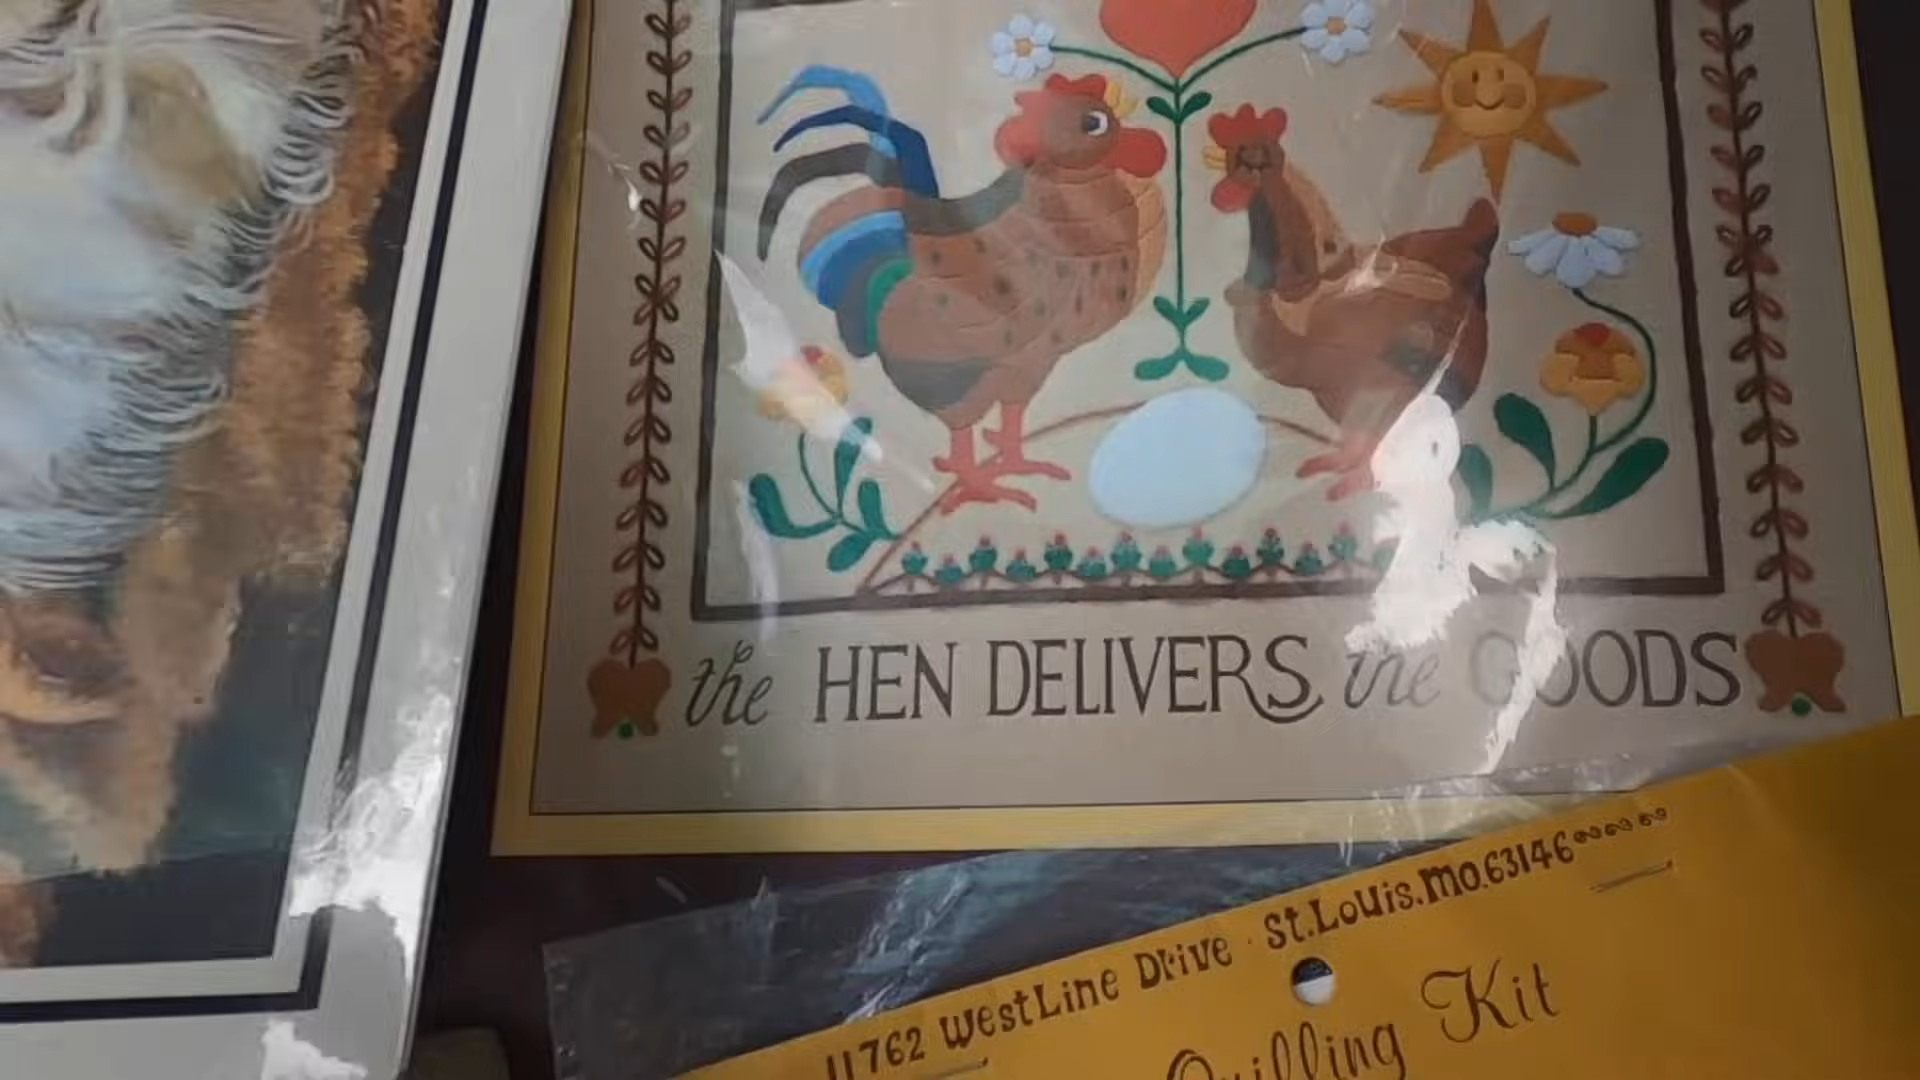 the HEN DELIVERS the GOODS
11762 WestLine Drive · St. Louis. Mo. 63146
Quilling Kit